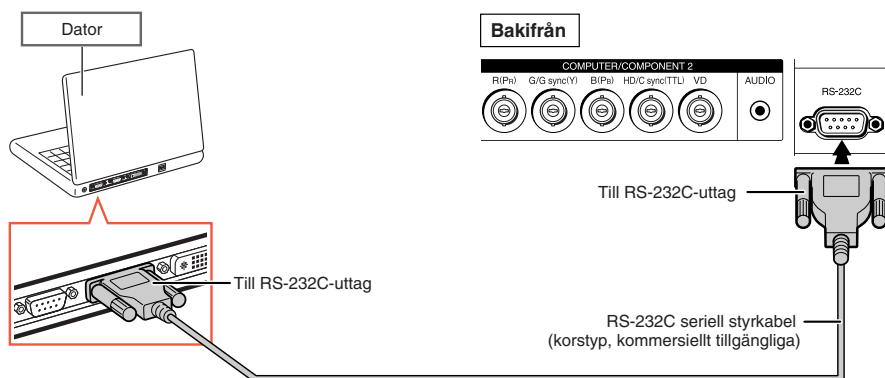 Dator
Bakifrån
COMPUTER/COMPONENT 2
R(PR) G/G sync(Y) B(PB) HD/C sync(TTL) VD
AUDIO
RS-232C
Till RS-232C-uttag
Till RS-232C-uttag
RS-232C seriell styrkabel
(korstyp, kommersiellt tillgängliga)